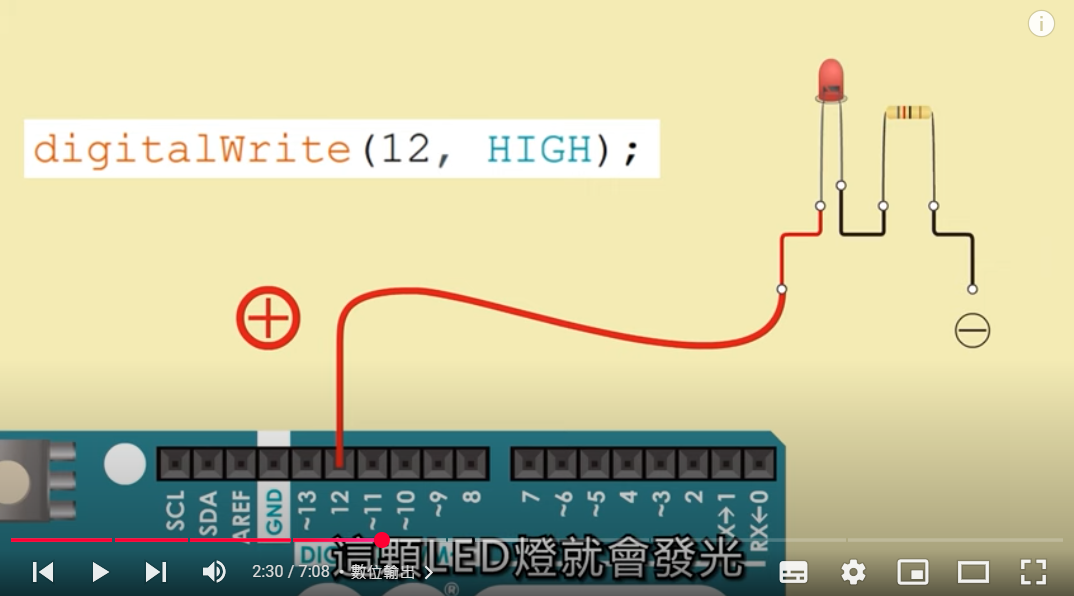 i
digitalWrite(12, HIGH);
SCL
SDA
AREF
GND
~13
12
~11
~10
~9
8
7
~6
~5
4
~3
2
TX→1
RX←0
這顆LED燈就會發光
2:30 / 7:08 • 數位輸出
®